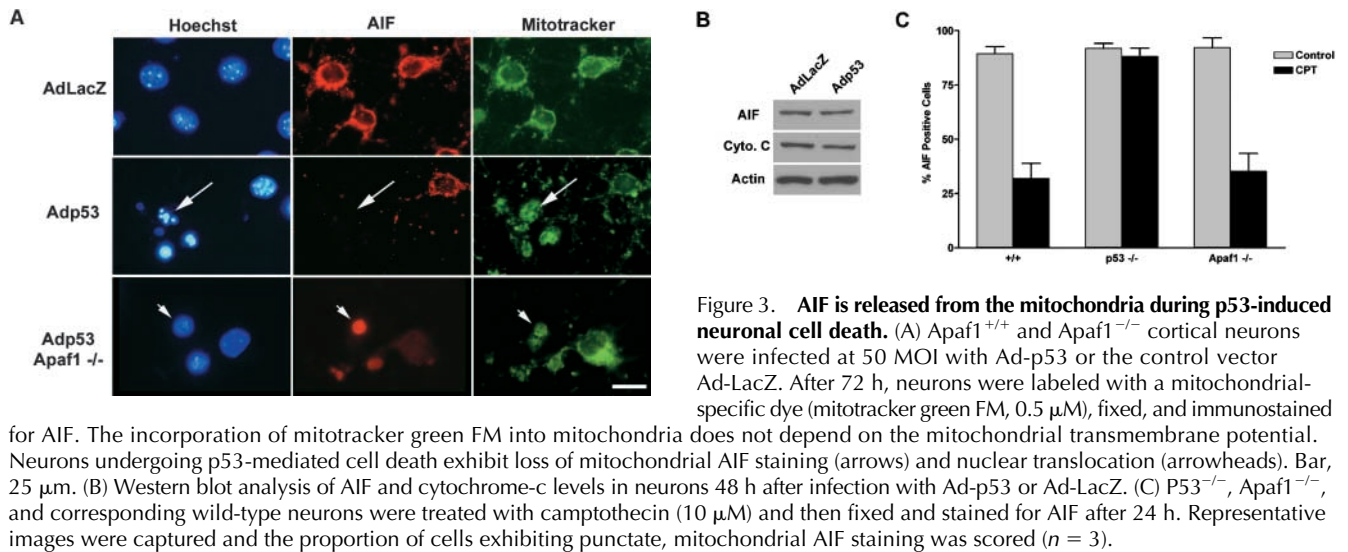 A
Hoechst
AIF
Mitotracker
AdLacZ
Adp53
Adp53
Apaf1 -/-
B
AdLacZ
Adp53
AIF
Cyto. C
Actin
C
% AIF Positive Cells
100
75
50
25
0
+/+
p53 -/-
Apaf1 -/-
Control
CPT
Figure 3. AIF is released from the mitochondria during p53-induced
neuronal cell death. (A) Apaf1+/+ and Apaf1−/− cortical neurons
were infected at 50 MOI with Ad-p53 or the control vector
Ad-LacZ. After 72 h, neurons were labeled with a mitochondrial-
specific dye (mitotracker green FM, 0.5 μM), fixed, and immunostained
for AIF. The incorporation of mitotracker green FM into mitochondria does not depend on the mitochondrial transmembrane potential.
Neurons undergoing p53-mediated cell death exhibit loss of mitochondrial AIF staining (arrows) and nuclear translocation (arrowheads). Bar,
25 μm. (B) Western blot analysis of AIF and cytochrome-c levels in neurons 48 h after infection with Ad-p53 or Ad-LacZ. (C) P53−/−, Apaf1−/−,
and corresponding wild-type neurons were treated with camptothecin (10 μM) and then fixed and stained for AIF after 24 h. Representative
images were captured and the proportion of cells exhibiting punctate, mitochondrial AIF staining was scored (n = 3).